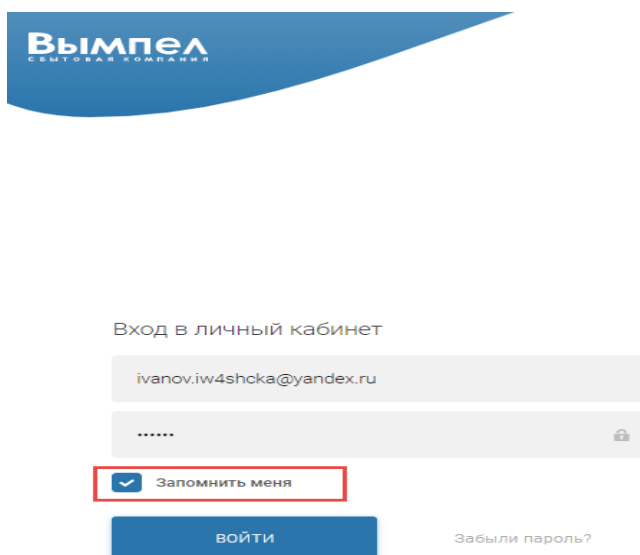 Вымпел
СБЫТОВАЯ КОМПАНИЯ
Вход в личный кабинет
ivanov.iw4shcka@yandex.ru
••••••
Запомнить меня
ВОЙТИ
Забыли пароль?